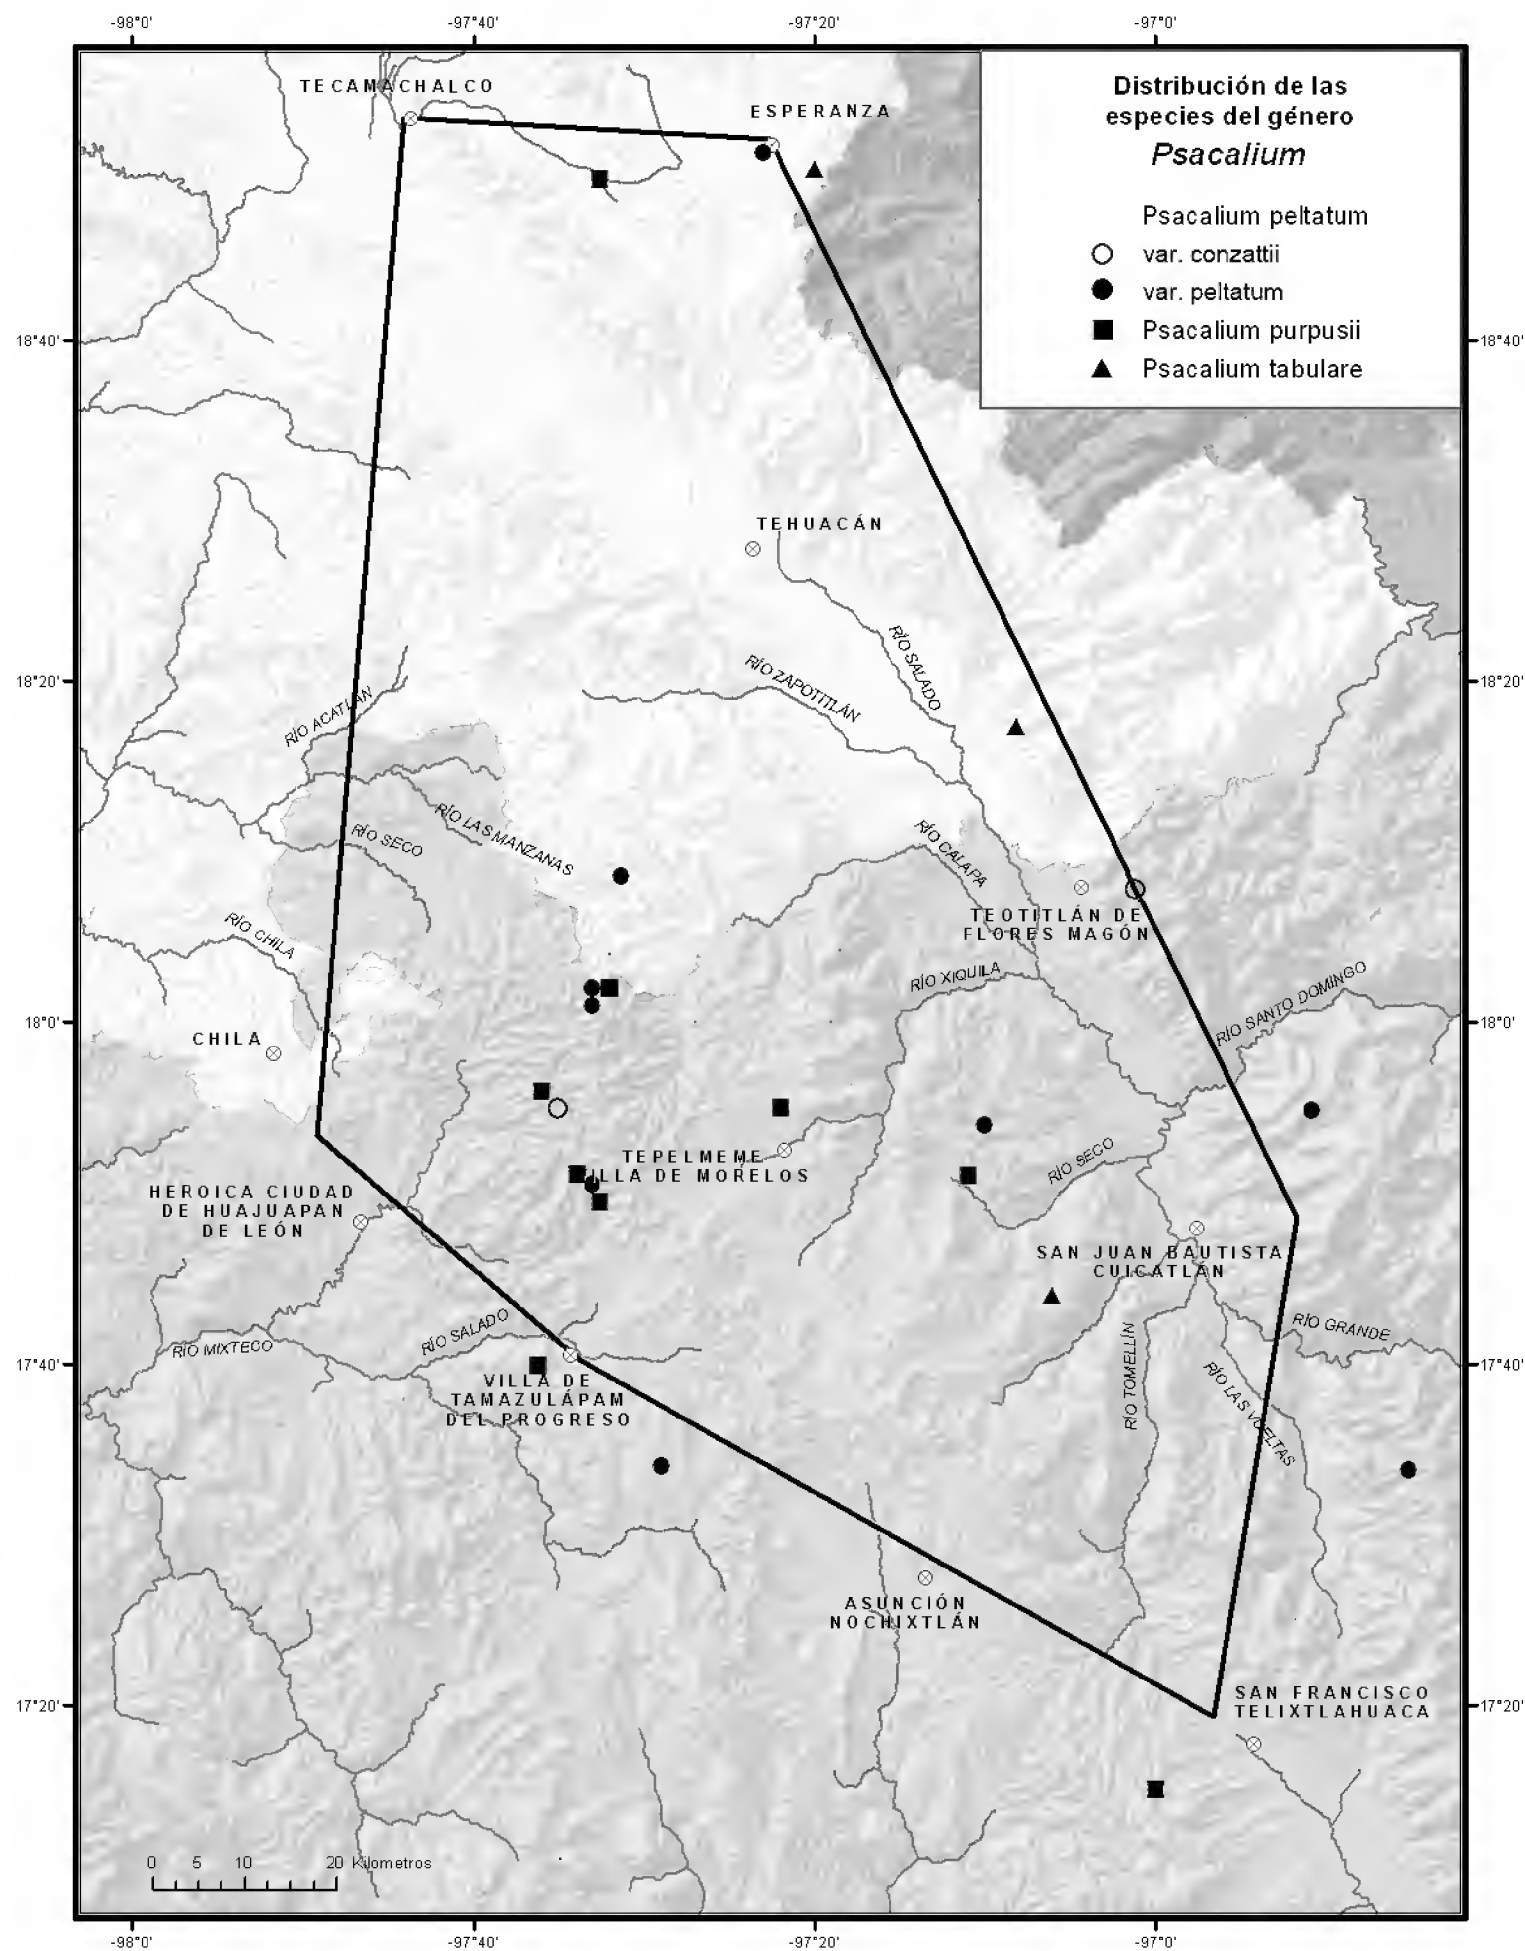 -98°0'
-97°40'
-97°20'
-97°0'
Distribución de las
especies del género
Psacalium
Psacalium peltatum
var. conzattii
var. peltatum
Psacalium purpusii
Psacalium tabulare
TECAMACHALCO
ESPERANZA
18°40'
18°40'
TEHUACÁN
RÍO SALADO
RÍO ZAPOTITLÁN
18°20'
18°20'
RÍO ACATLÁN
RÍO LAS MANZANAS
RÍO SECO
RÍO CALAPA
TEOTITLÁN DE
FLORES MAGÓN
RÍO CHILA
RÍO XIQUILA
RÍO SANTO DOMINGO
18°0'
18°0'
CHILA
TEPELMEME
VILLA DE MORELOS
RÍO SECO
HEROICA CIUDAD
DE HUAJUAPAN
DE LEÓN
SAN JUAN BAUTISTA
CUICATLÁN
RÍO SALADO
RÍO MIXTECO
RÍO GRANDE
RÍO TOMELLÍN
RÍO LAS VUELTAS
17°40'
17°40'
VILLA DE
TAMAZULÁPAM
DEL PROGRESO
ASUNCIÓN
NOCHIXTLÁN
SAN FRANCISCO
TELIXTLAHUACA
17°20'
17°20'
0 5 10 20 Kilometros
-98°0'
-97°40'
-97°20'
-97°0'